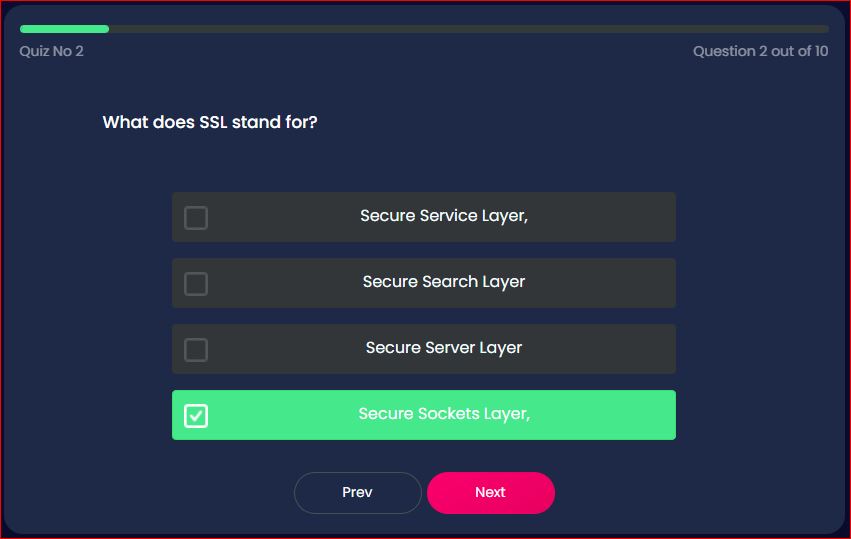 Quiz No 2
Question 2 out of 10
What does SSL stand for?
Secure Service Layer,
Secure Search Layer
Secure Server Layer
Secure Sockets Layer,
Prev
Next